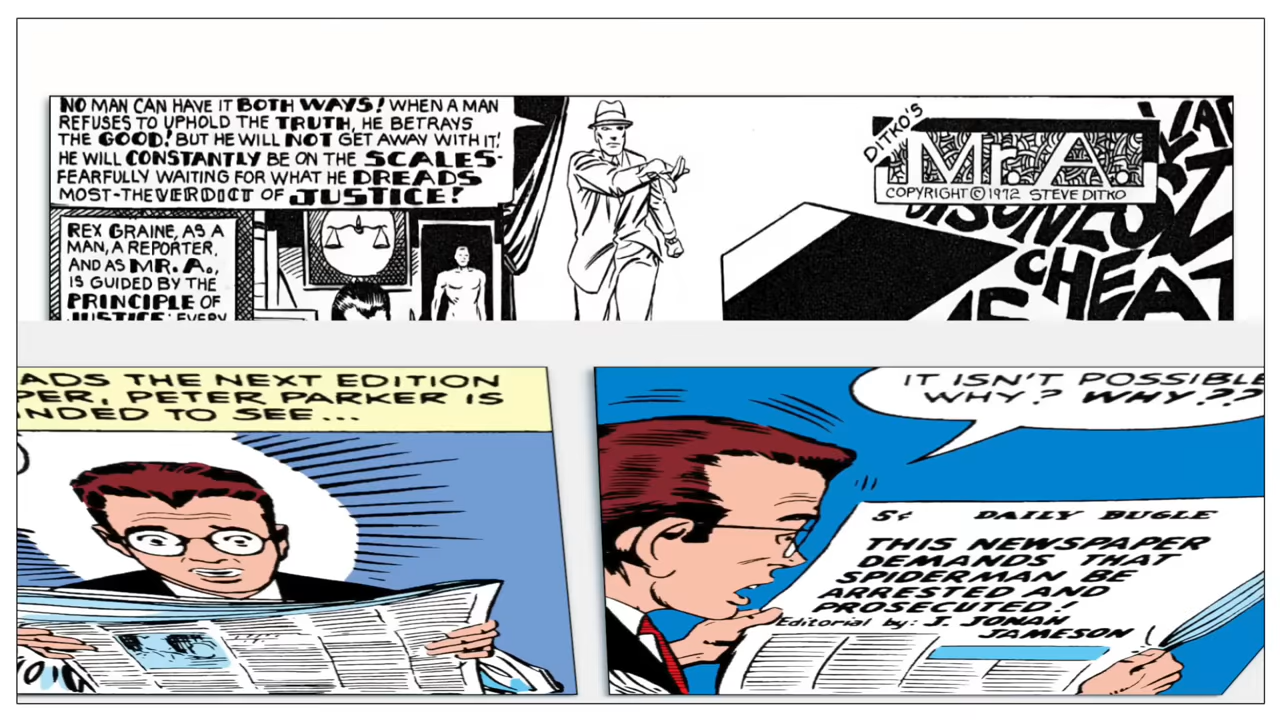 NO MAN CAN HAVE IT BOTH WAYS! WHEN A MAN
REFUSES TO UPHOLD THE TRUTH, HE BETRAYS
THE GOOD! BUT HE WILL NOT GET AWAY WITH IT!
HE WILL CONSTANTLY BE ON THE SCALES-
FEARFULLY WAITING FOR WHAT HE DREADS
MOST-THE VERDICT OF JUSTICE!
REX GRAINE, AS A
MAN, A REPORTER,
AND AS MR. A.,
IS GUIDED BY THE
PRINCIPLE OF
JUSTICE: EVERY
DITKO'S
Mr. A.
COPYRIGHT © 1972 STEVE DITKO
CHEAT
ADS THE NEXT EDITION
PER, PETER PARKER IS
NDED TO SEE...
IT ISN'T POSSIBLE
WHY? WHY??
5¢ DAILY BUGLE
THIS NEWSPAPER
DEMANDS THAT
SPIDERMAN BE
ARRESTED AND
PROSECUTED!
Editorial by: J. JONAH
JAMESON